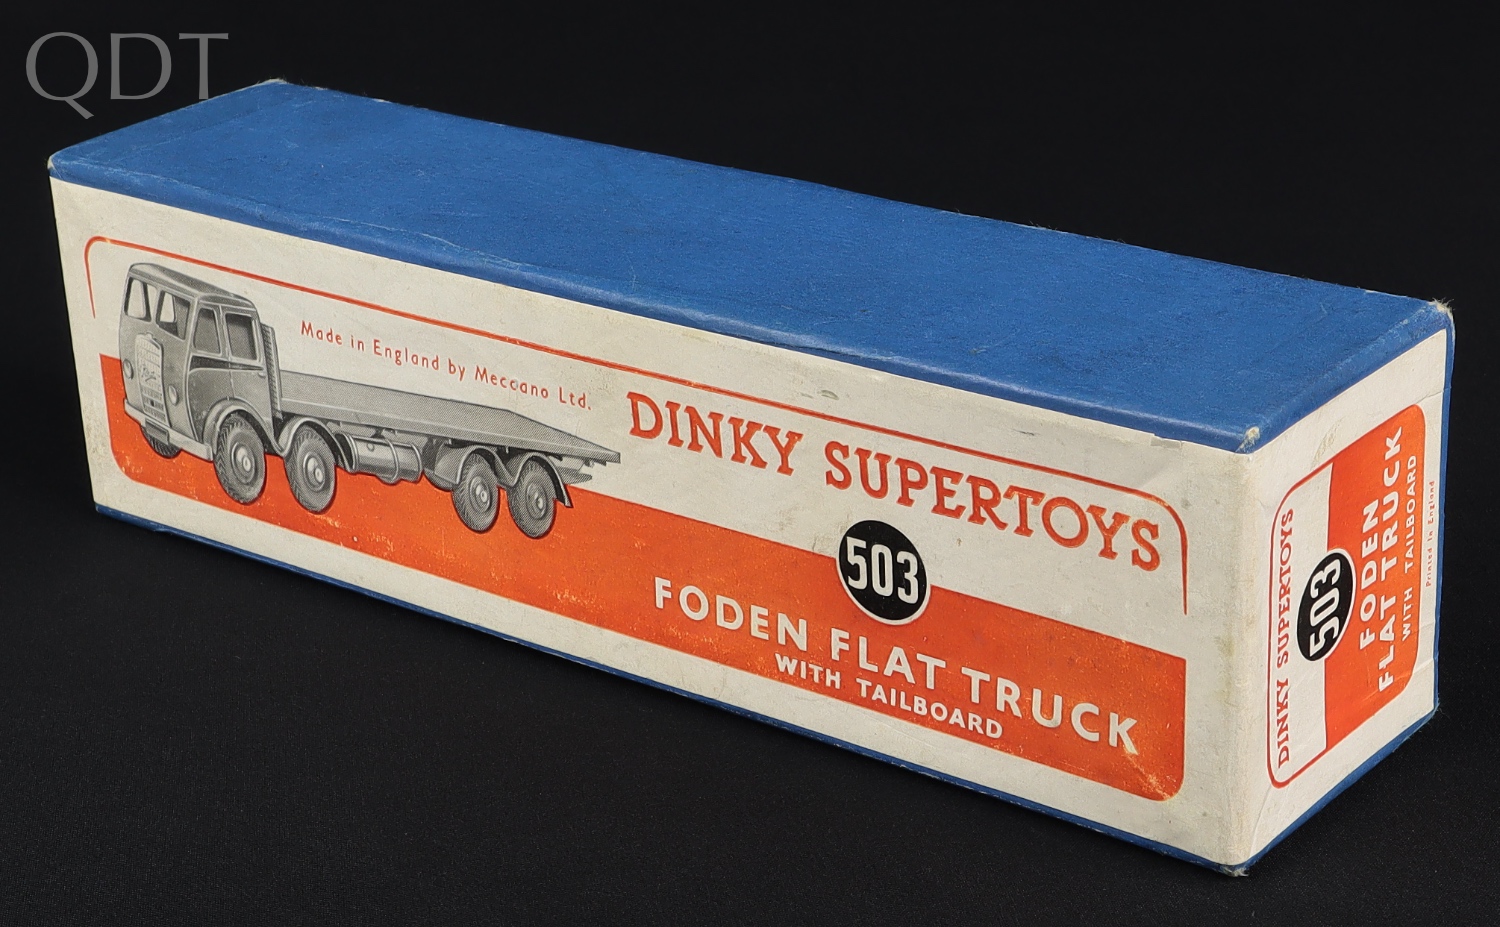 QDT
Made in England by Meccano Ltd.
DINKY SUPERTOYS
503
FODEN FLAT TRUCK
WITH TAILBOARD
DINKY SUPERTOYS
503
FODEN
FLAT TRUCK
WITH TAILBOARD
Printed in England